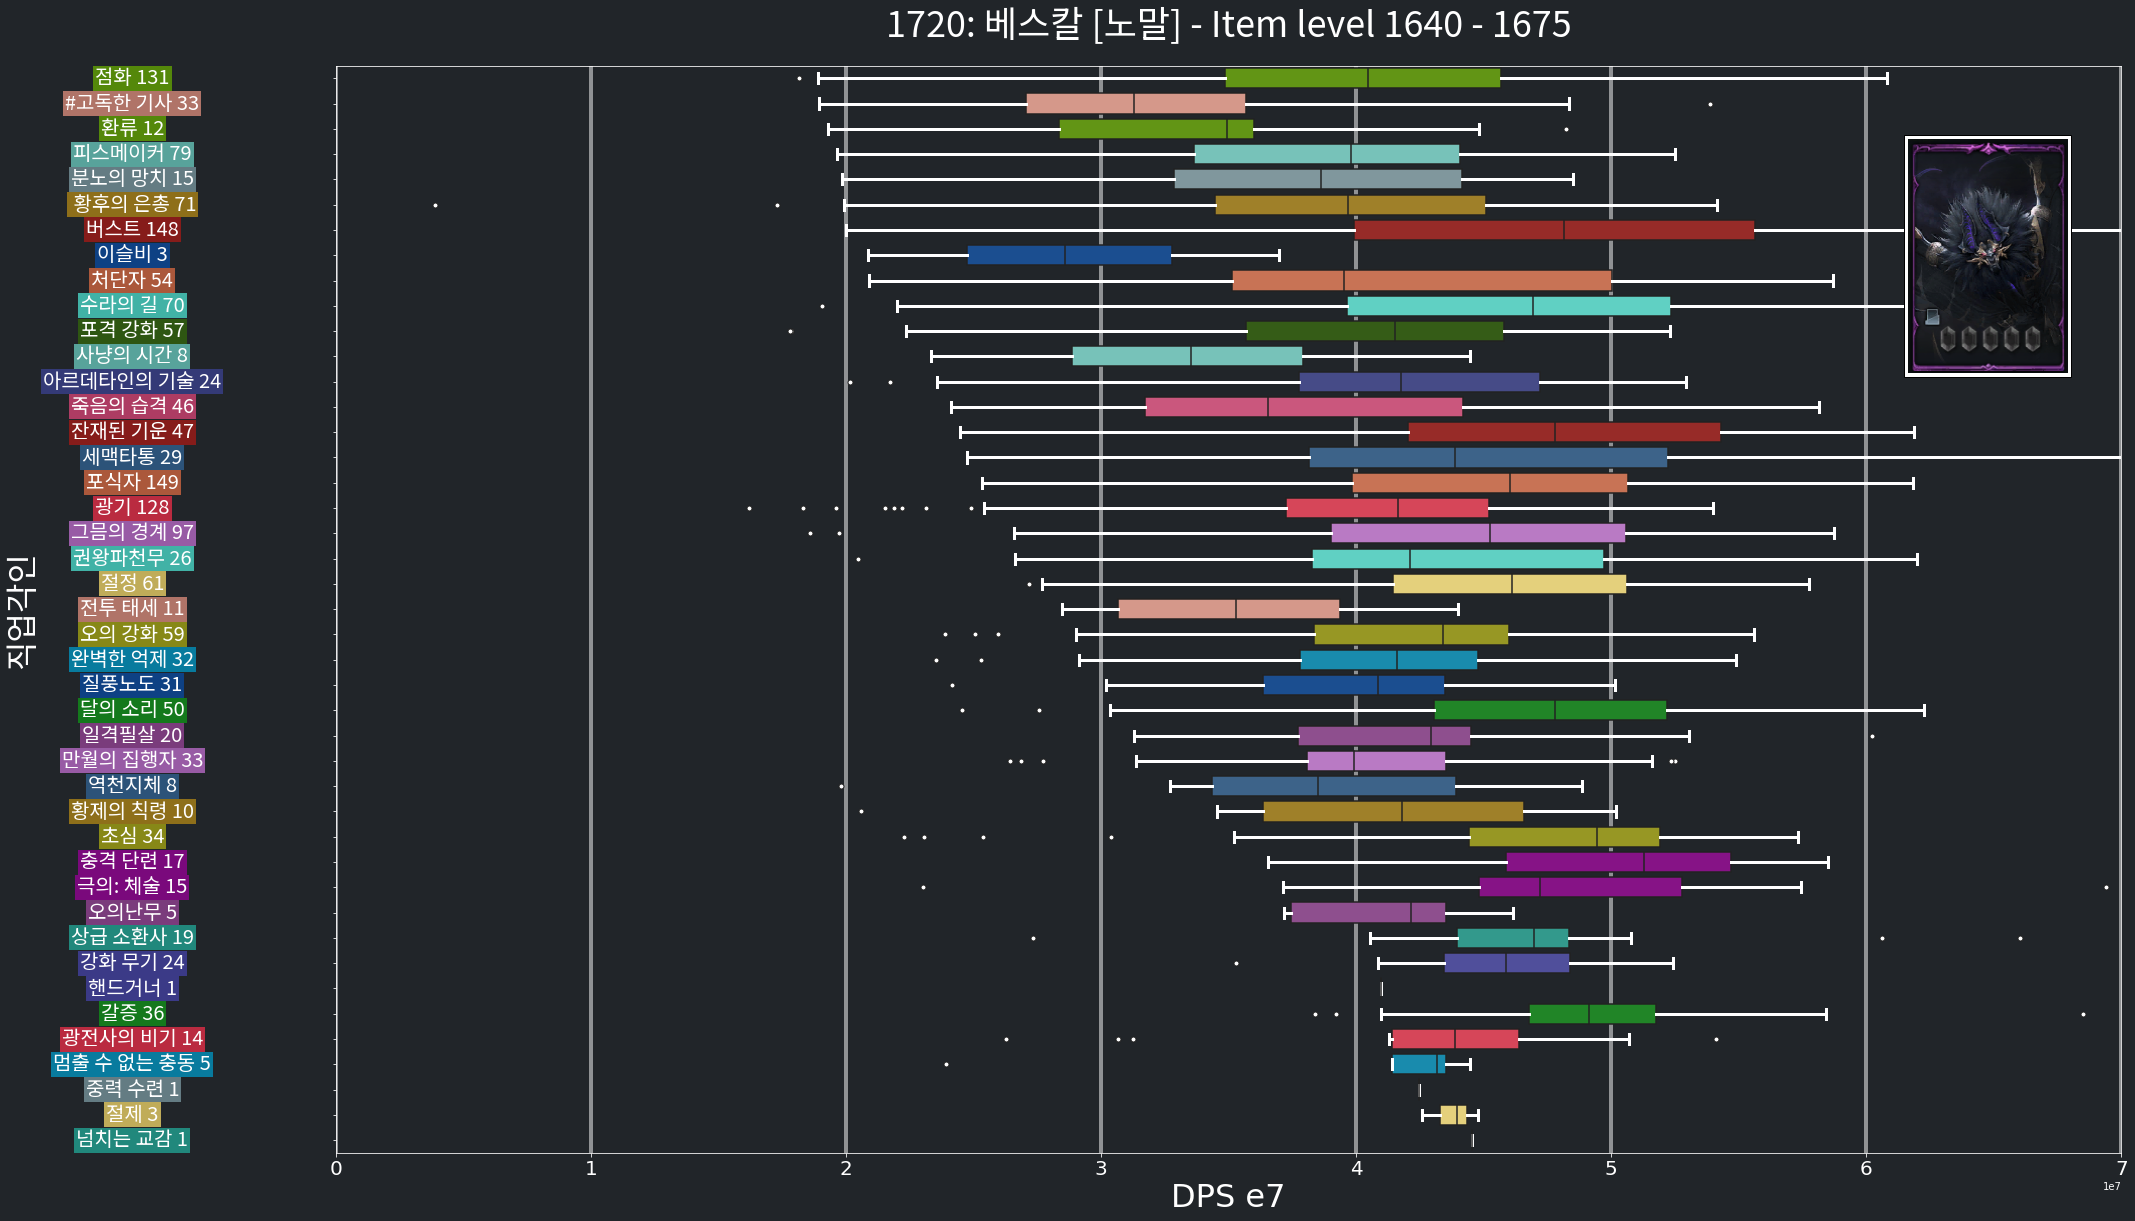 1720: 베스칼 [노말] - Item level 1640 - 1675
직업각인
점화 131
#고독한 기사 33
환류 12
피스메이커 79
분노의 망치 15
황후의 은총 71
버스트 148
이슬비 3
처단자 54
수라의 길 70
포격 강화 57
사냥의 시간 8
아르데타인의 기술 24
죽음의 습격 46
잔재된 기운 47
세맥타통 29
포식자 149
광기 128
그믐의 경계 97
권왕파천무 26
절정 61
전투 태세 11
오의 강화 59
완벽한 억제 32
질풍노도 31
달의 소리 50
일격필살 20
만월의 집행자 33
역천지체 8
황제의 칙령 10
초심 34
충격 단련 17
극의: 체술 15
오의난무 5
상급 소환사 19
강화 무기 24
핸드거너 1
갈증 36
광전사의 비기 14
멈출 수 없는 충동 5
중력 수련 1
절제 3
넘치는 교감 1
0 1 2 3 4 5 6 7
1e7
DPS e7